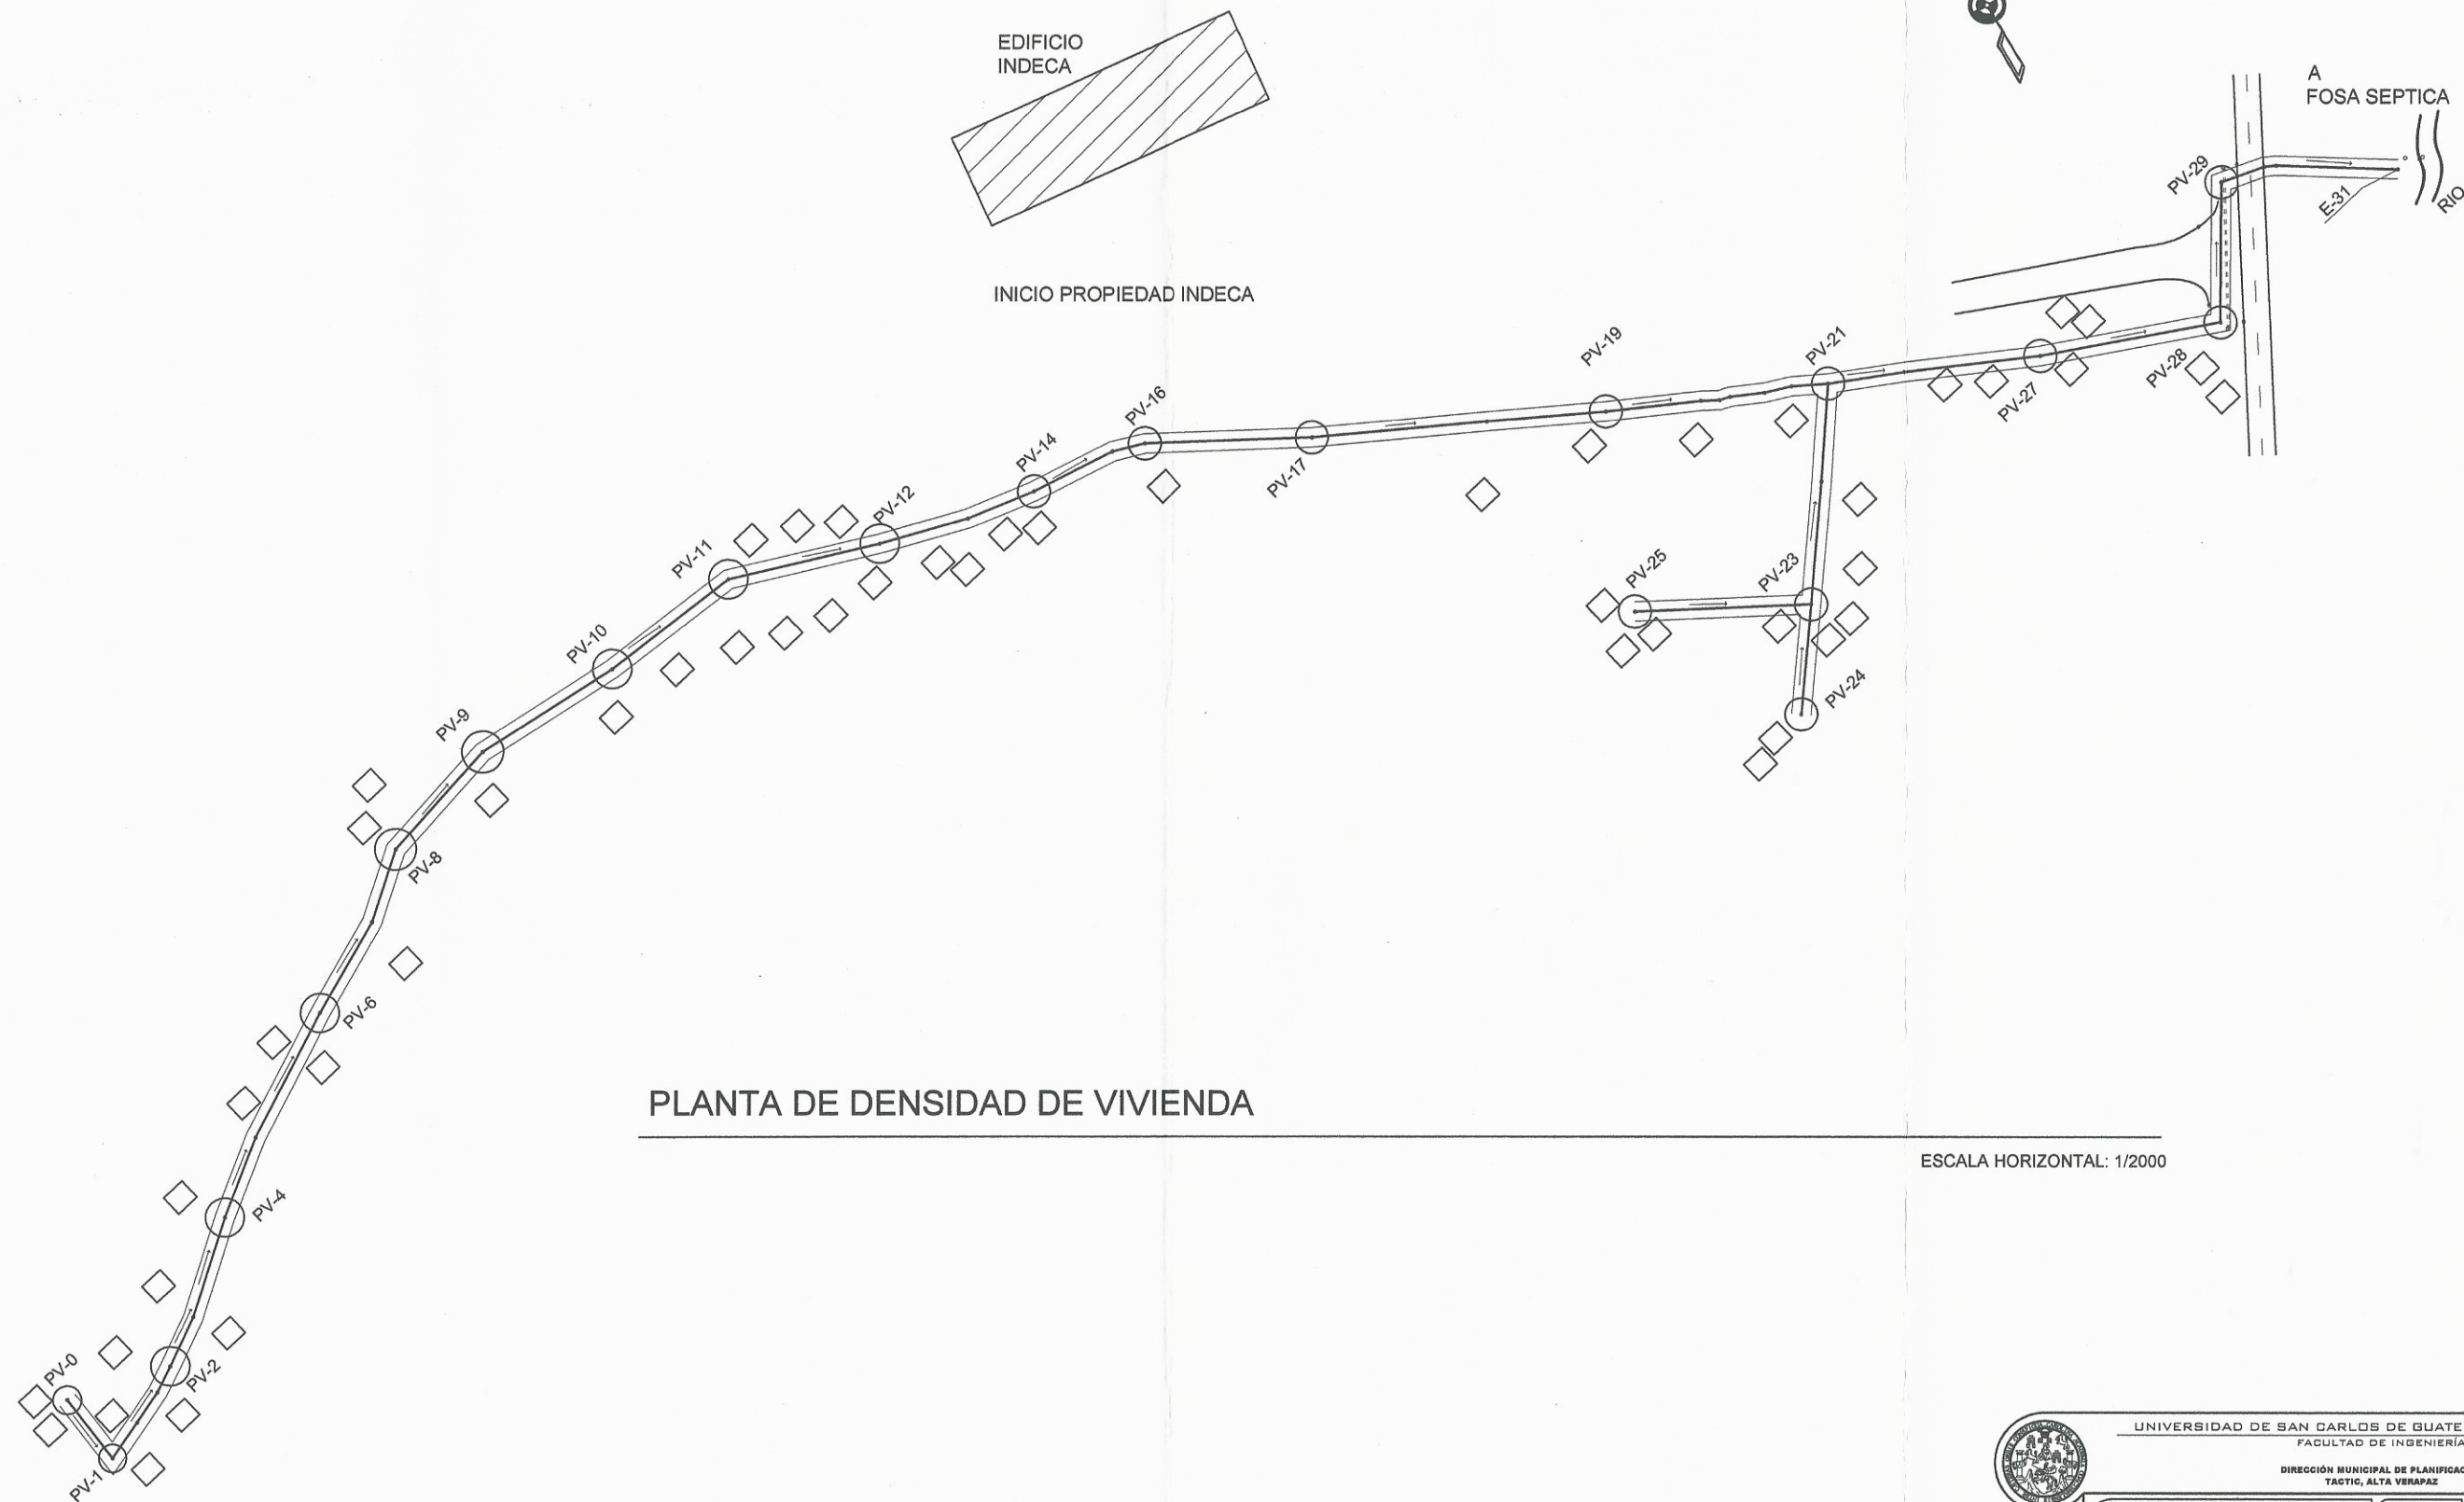 EDIFICIO
INDECA
A
FOSA SEPTICA
PV-29
E-31
RIO
INICIO PROPIEDAD INDECA
PV-19
PV-21
PV-28
PV-27
PV-16
PV-14
PV-17
PV-12
PV-11
PV-25
PV-23
PV-10
PV-24
PV-9
PV-8
PV-6
PLANTA DE DENSIDAD DE VIVIENDA
ESCALA HORIZONTAL: 1/2000
PV-4
PV-0
PV-2
PV-1
UNIVERSIDAD DE SAN CARLOS DE GUATE
FACULTAD DE INGENIERÍA
DIRECCIÓN MUNICIPAL DE PLANIFICAC
TACTIC, ALTA VERAPAZ